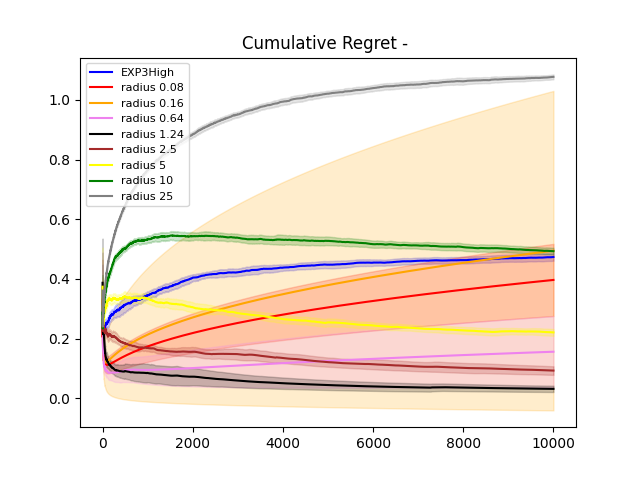 Cumulative Regret -
EXP3High
radius 0.08
radius 0.16
radius 0.64
radius 1.24
radius 2.5
radius 5
radius 10
radius 25
1.0
0.8
0.6
0.4
0.2
0.0
0 2000 4000 6000 8000 10000